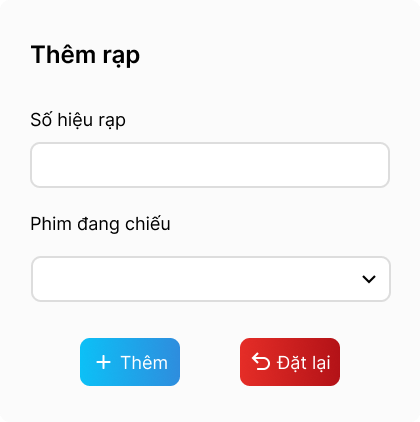 Thêm rạp
Số hiệu rạp
Phim đang chiếu
Thêm
Đặt lại